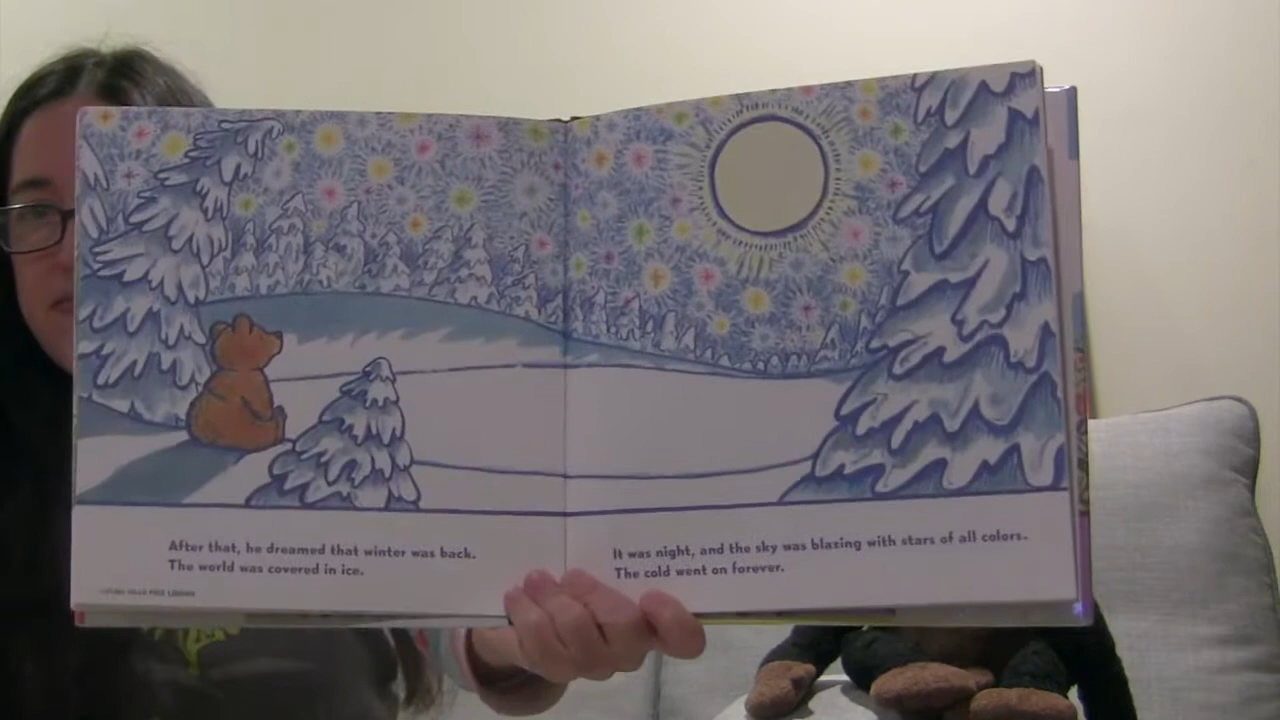 After that, he dreamed that winter was back.
The world was covered in ice.
It was night, and the sky was blazing with stars of all colors.
The cold went on forever.